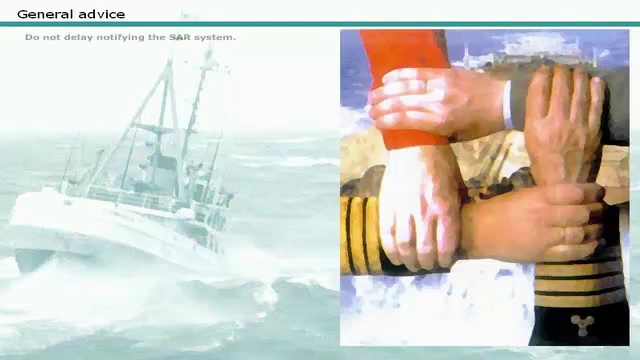 General advice
Do not delay notifying the SAR system.